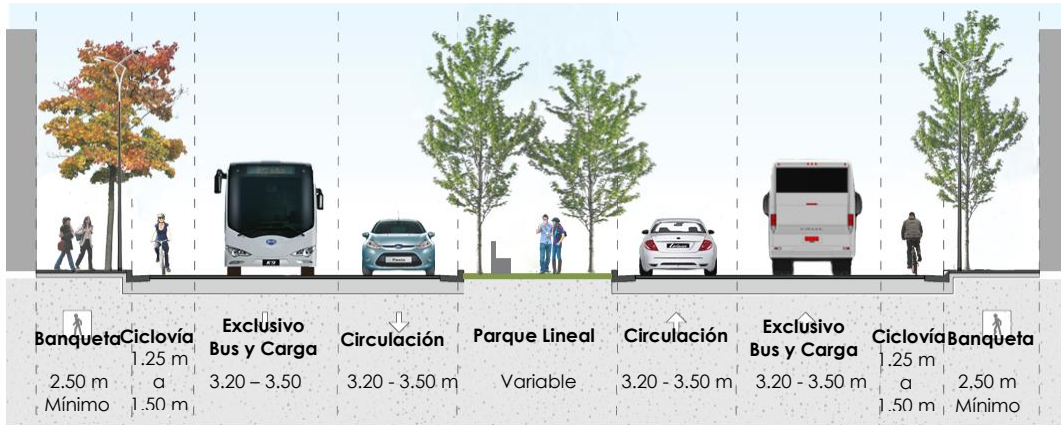 Banqueta
2.50 m
Mínimo
Ciclovía
1.25 m
a
1.50 m
Exclusivo
Bus y Carga
3.20 – 3.50
Circulación
3.20 - 3.50 m
Parque Lineal
Variable
Circulación
3.20 - 3.50 m
Exclusivo
Bus y Carga
3.20 - 3.50 m
Ciclovía
1.25 m
a
1.50 m
Banqueta
2.50 m
Mínimo